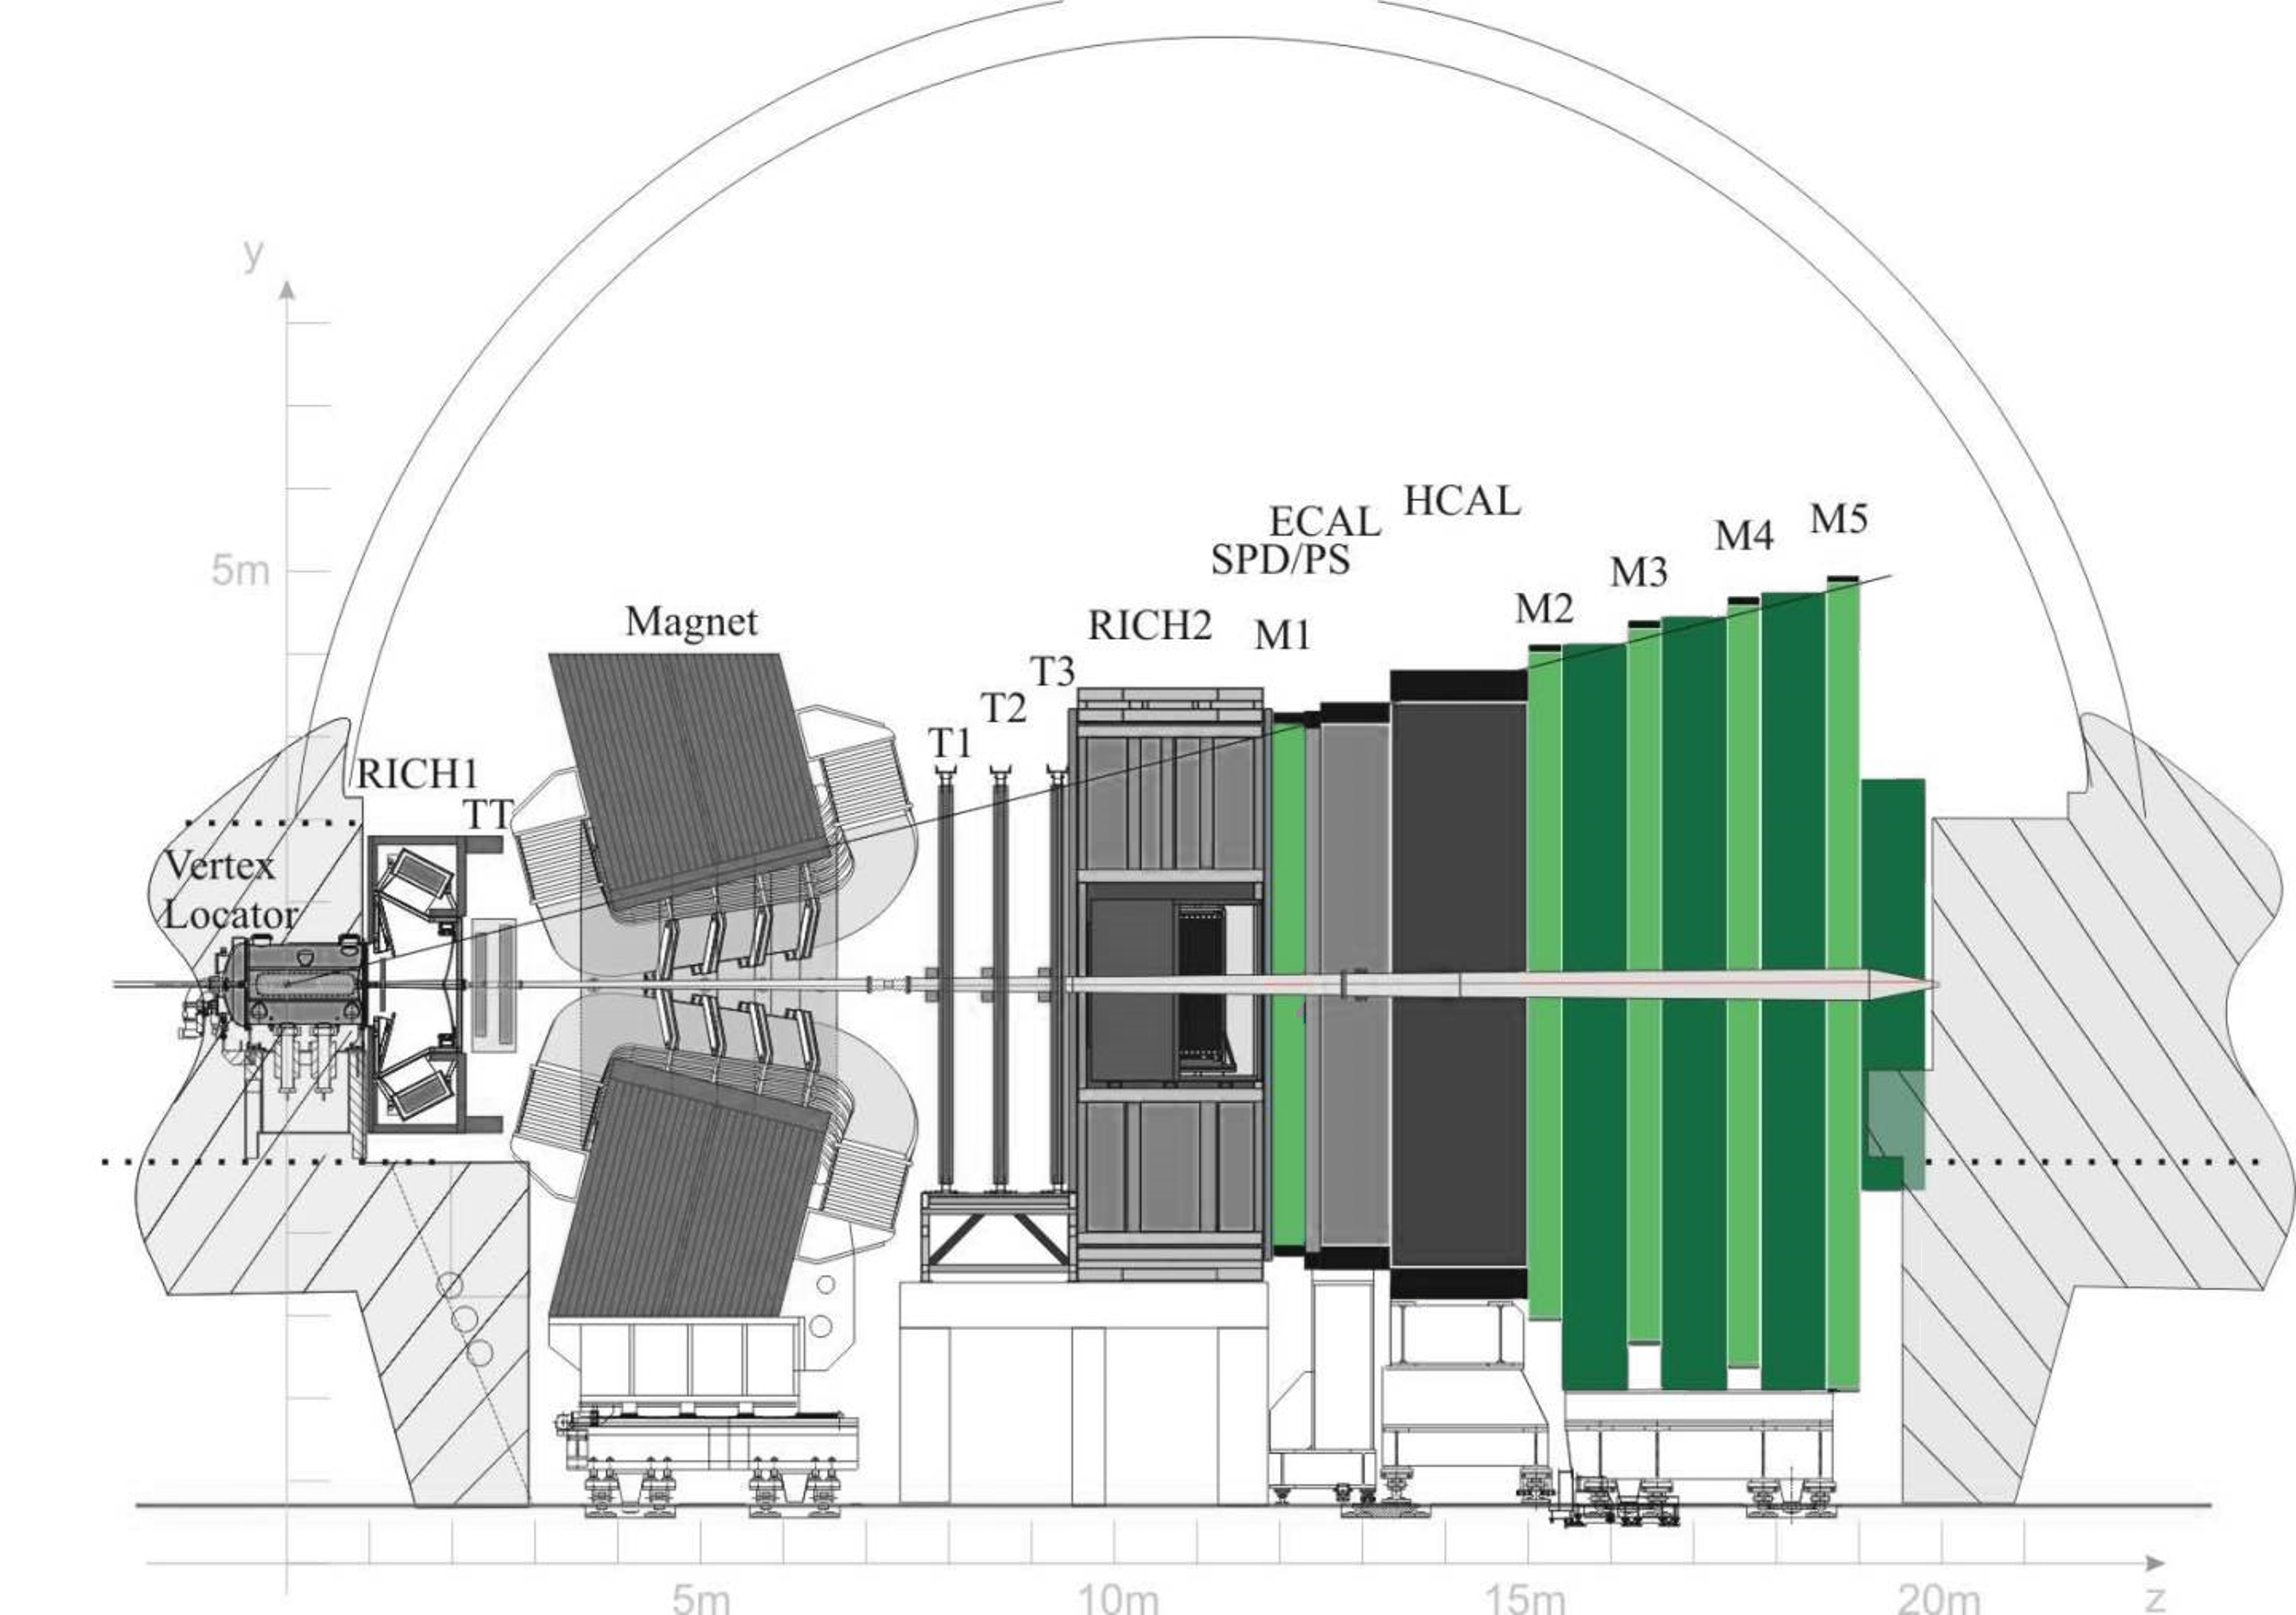 y
5m
HCAL
ECAL
SPD/PS
M5
M4
M3
M2
M1
RICH2
Magnet
T3
T2
T1
RICH1
TT
Vertex
Locator
5m
10m
15m
20m
z